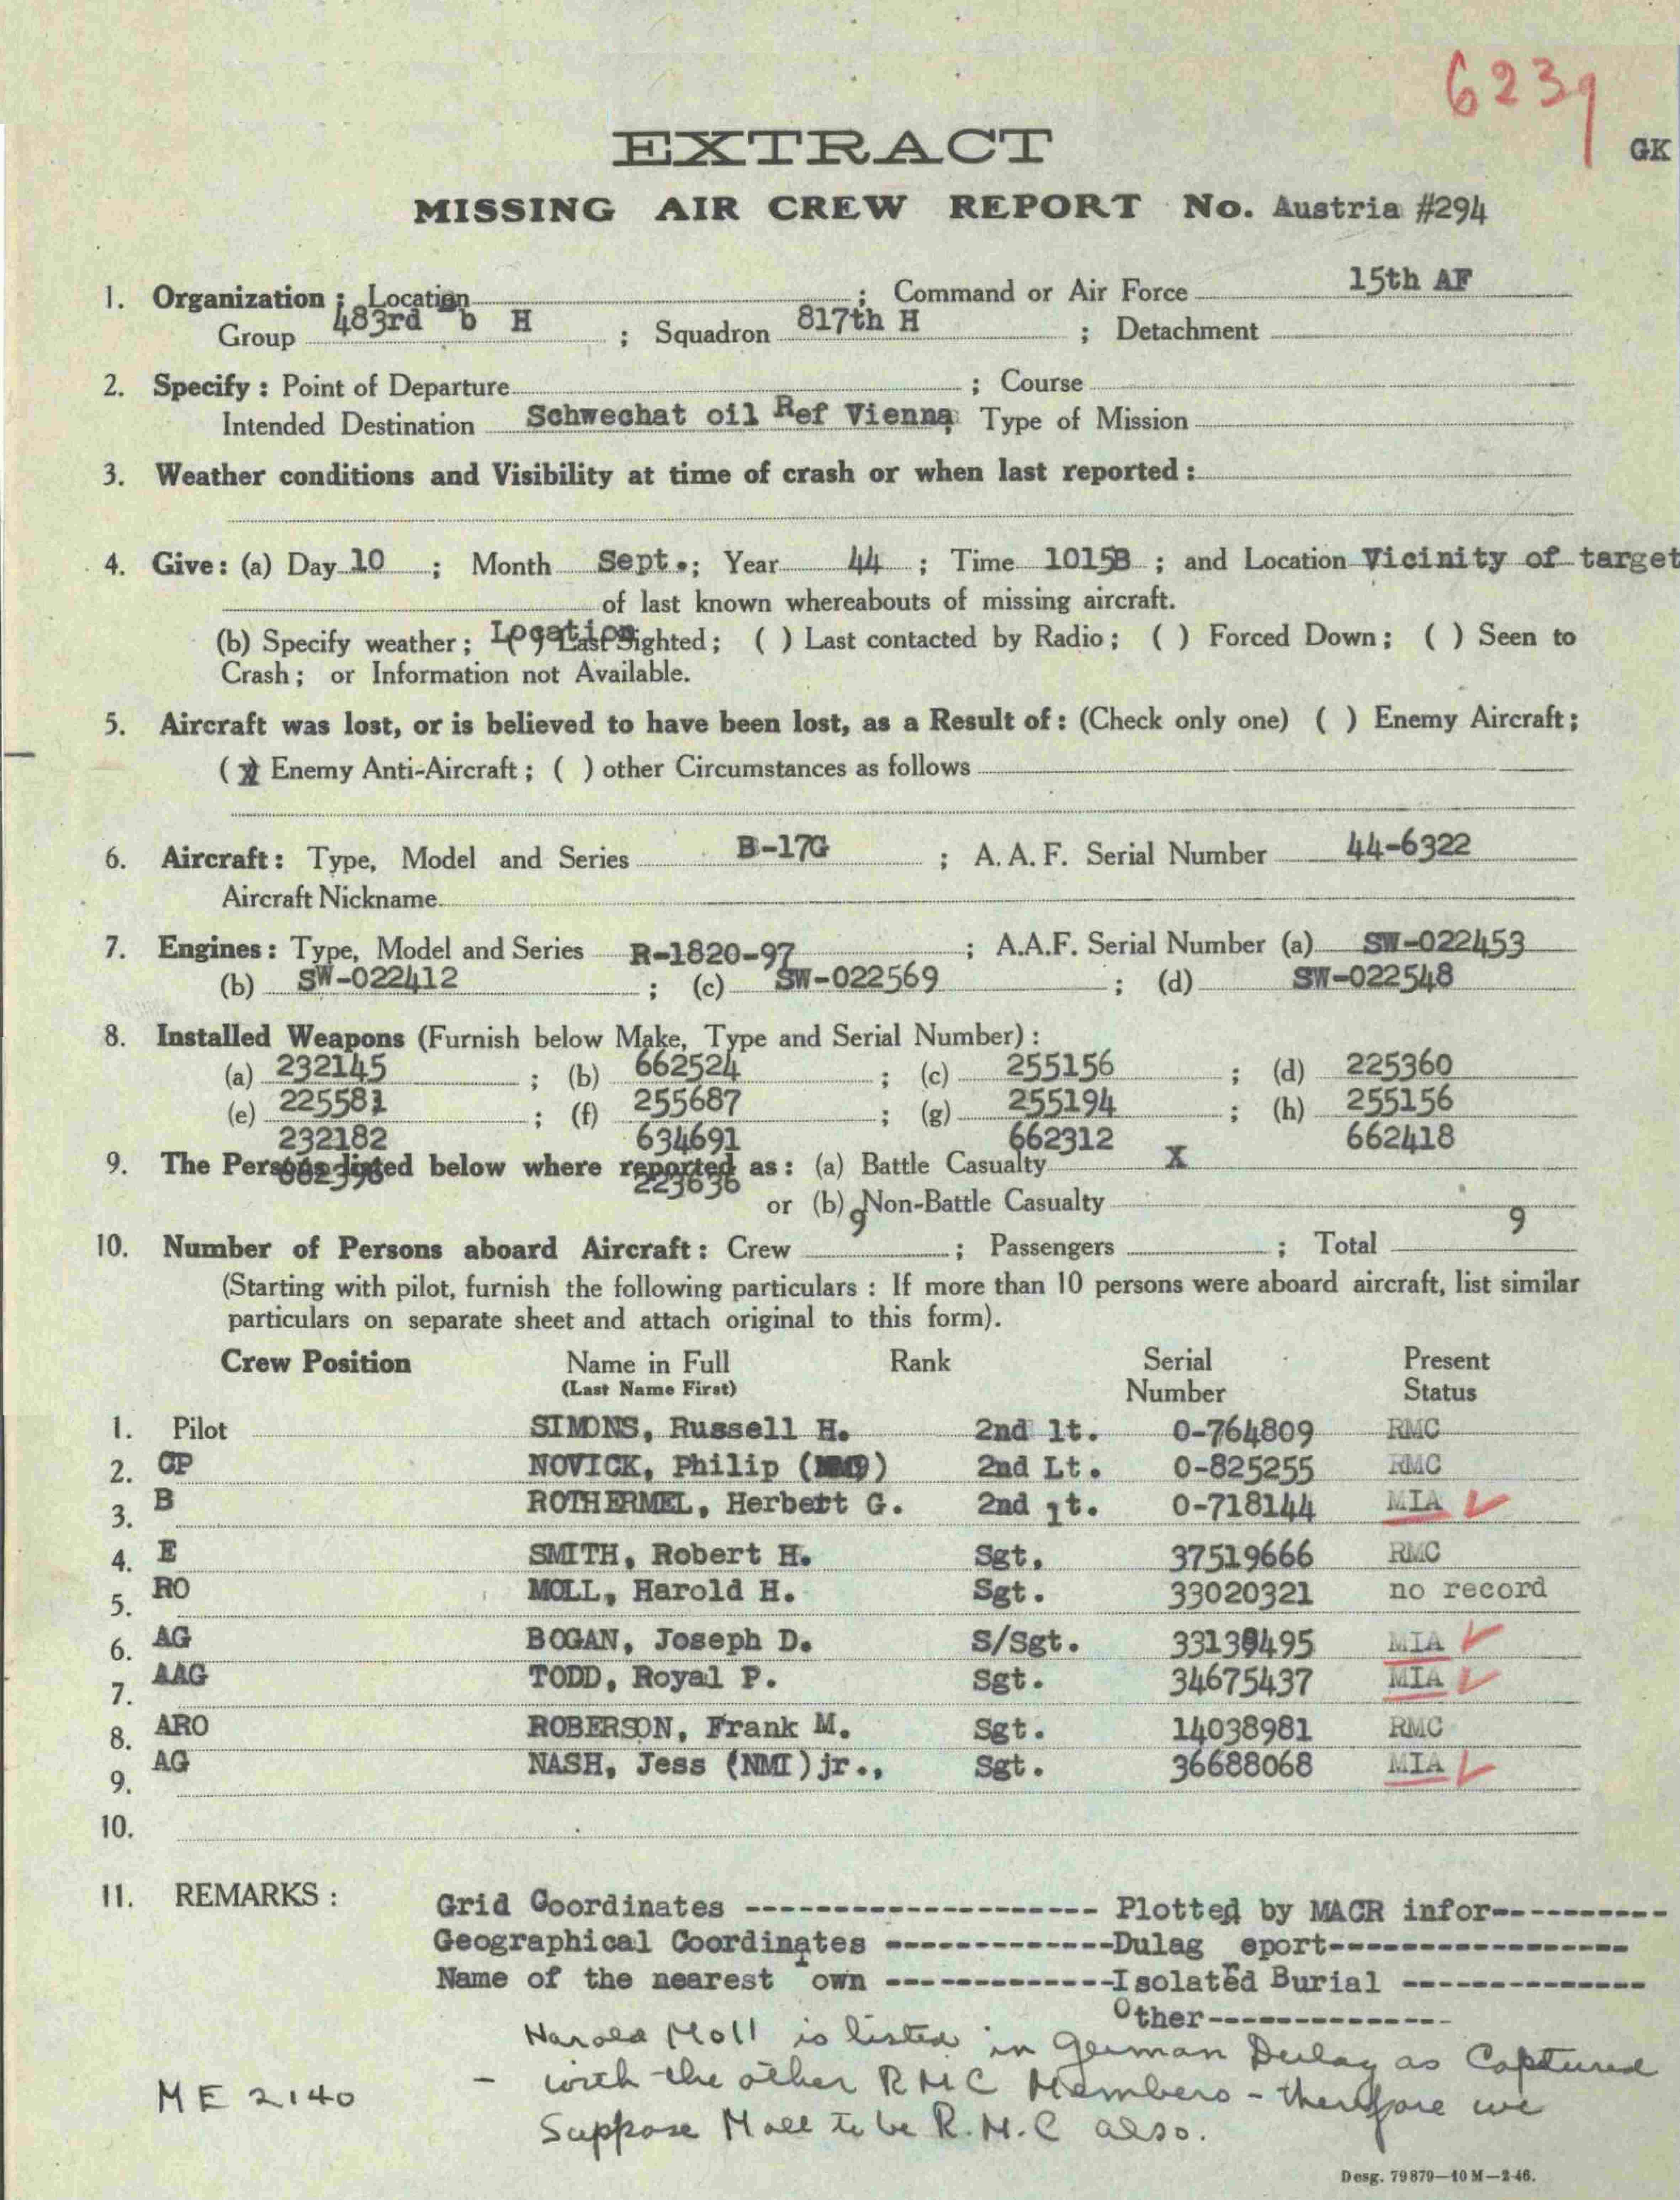 6239
GK
EXTRACT
MISSING AIR CREW REPORT No. Austria #294
1. Organization ; Location ; Command or Air Force 15th AF
Group 483rd b H ; Squadron 817th H ; Detachment
2. Specify : Point of Departure ; Course
Intended Destination Schwechat oil Ref Vienna Type of Mission
3. Weather conditions and Visibility at time of crash or when last reported :
4. Give : (a) Day 10 ; Month Sept. ; Year 44 ; Time 1015B ; and Location Vicinity of target
of last known whereabouts of missing aircraft.
(b) Specify weather ; Location ( ) Last Sighted ; ( ) Last contacted by Radio ; ( ) Forced Down ; ( ) Seen to
Crash ; or Information not Available.
5. Aircraft was lost, or is believed to have been lost, as a Result of : (Check only one) ( ) Enemy Aircraft ;
( X ) Enemy Anti-Aircraft ; ( ) other Circumstances as follows
6. Aircraft : Type, Model and Series B-17G ; A. A. F. Serial Number 44-6322
Aircraft Nickname
7. Engines : Type, Model and Series R-1820-97 ; A.A.F. Serial Number (a) SW-022453
(b) SW-022412 ; (c) SW-022569 ; (d) SW-022548
8. Installed Weapons (Furnish below Make, Type and Serial Number) :
(a) 232145 ; (b) 662524 ; (c) 255156 ; (d) 225360
(e) 225581 ; (f) 255687 ; (g) 255194 ; (h) 255156
232182 634691 662312 662418
9. The Persons listed below where reported as : (a) Battle Casualty X
223636
or (b) Non-Battle Casualty
10. Number of Persons aboard Aircraft : Crew 9 ; Passengers ; Total 9
(Starting with pilot, furnish the following particulars : If more than 10 persons were aboard aircraft, list similar
particulars on separate sheet and attach original to this form).
Crew Position Name in Full Rank Serial Present
(Last Name First) Number Status
1. Pilot SIMONS, Russell H. 2nd lt. 0-764809 RMC
2. CP NOVICK, Philip ( ) 2nd Lt. 0-825255 RMC
3. B ROTHERMEL, Herbert G. 2nd lt. 0-718144 MIA ✓
4. E SMITH, Robert H. Sgt. 37519666 RMC
5. RO MOLL, Harold H. Sgt. 33020321 no record
6. AG BOGAN, Joseph D. S/Sgt. 33139495 MIA ✓
7. AAG TODD, Royal P. Sgt. 34675437 MIA ✓
8. ARO ROBERSON, Frank M. Sgt. 14038981 RMC
9. AG NASH, Jess (NMI) jr., Sgt. 36688068 MIA ✓
10.
11. REMARKS : Grid Coordinates -------------------- Plotted by MACR infor----------
Geographical Coordinates -------------Dulag eport-----------------
Name of the nearest Town -------------Isolated Burial --------------
Other--------------
Harold Moll is listed in German Dulag as Captured
- with the other RMC Members - therefore we
Suppose Moll to be R.M.C also.
ME 2140
Desg. 79879—10 M—2-46.